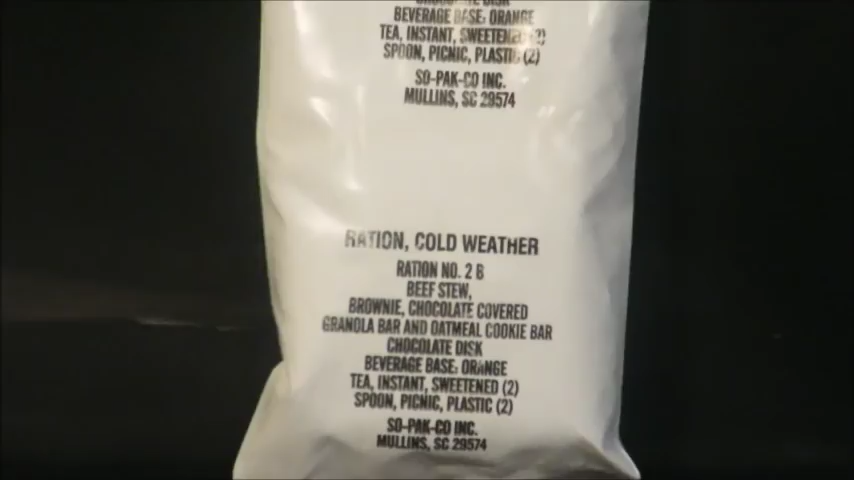 CHOCOLATE DISK
BEVERAGE BASE: ORANGE
TEA, INSTANT, SWEETENED (2)
SPOON, PICNIC, PLASTIC (2)
SO-PAK-CO INC.
MULLINS, SC 29574
RATION, COLD WEATHER
RATION NO. 2 B
BEEF STEW,
BROWNIE, CHOCOLATE COVERED
GRANOLA BAR AND OATMEAL COOKIE BAR
CHOCOLATE DISK
BEVERAGE BASE: ORANGE
TEA, INSTANT, SWEETENED (2)
SPOON, PICNIC, PLASTIC (2)
SO-PAK-CO INC.
MULLINS, SC 29574